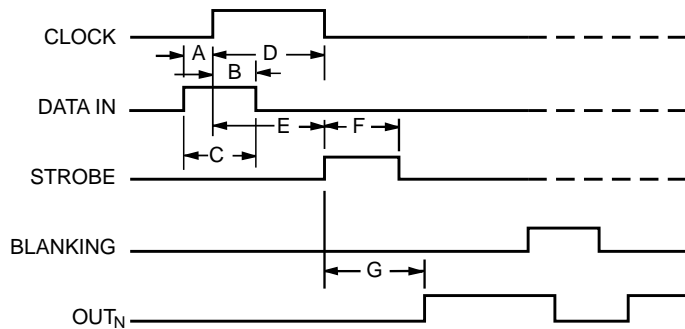 CLOCK
A D
B
DATA IN
E F
C
STROBE
BLANKING
G
OUTN